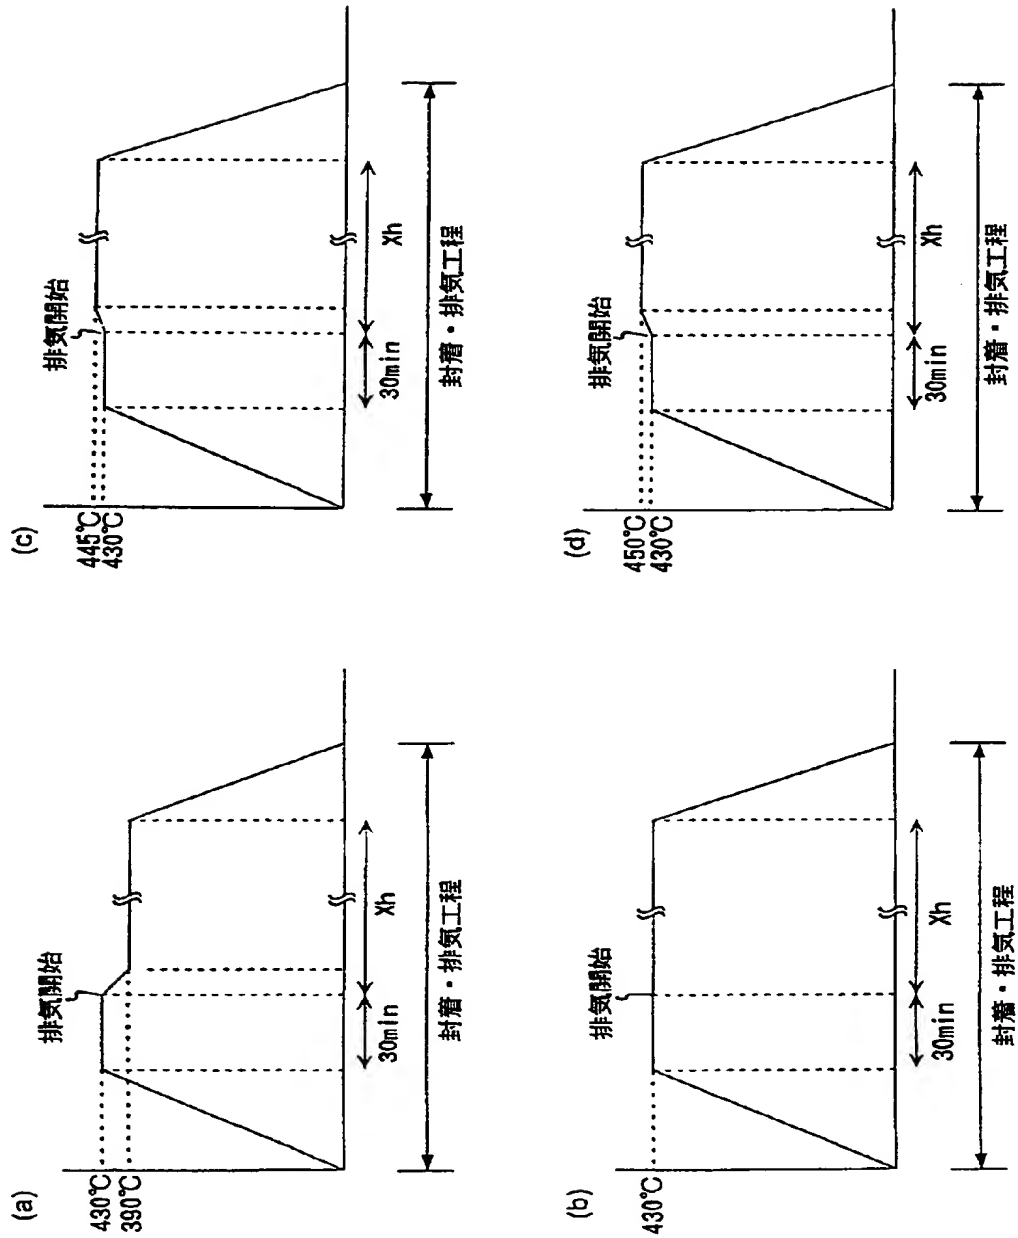 (a)
排気開始
430℃
390℃
30min
Xh
封着・排気工程
(b)
排気開始
430℃
30min
Xh
封着・排気工程
(c)
排気開始
445℃
430℃
30min
Xh
封着・排気工程
(d)
排気開始
450℃
430℃
30min
Xh
封着・排気工程